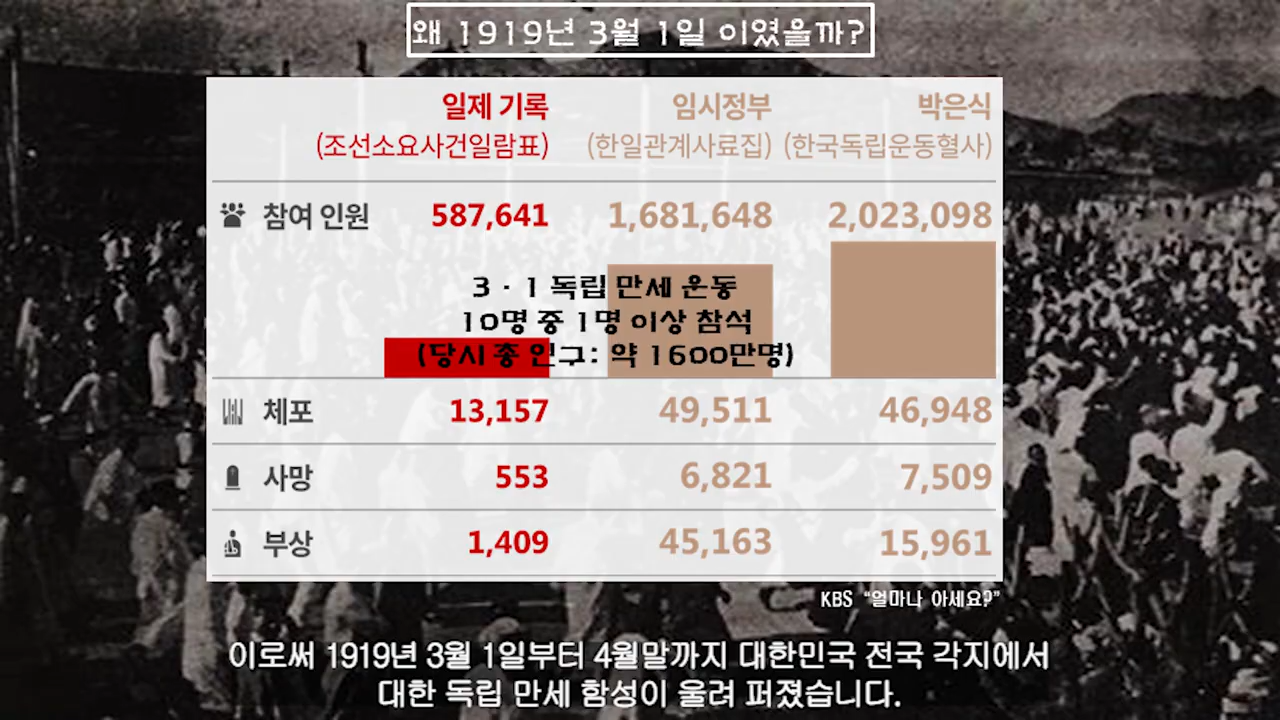 왜 1919년 3월 1일 이였을까?
일제 기록 임시정부 박은식
(조선소요사건일람표) (한일관계사료집) (한국독립운동혈사)
참여 인원 587,641 1,681,648 2,023,098
3 · 1 독립 만세 운동
10명 중 1명 이상 참석
(당시 총 인구: 약 1600만명)
체포 13,157 49,511 46,948
사망 553 6,821 7,509
부상 1,409 45,163 15,961
KBS “얼마나 아세요?”
이로써 1919년 3월 1일부터 4월말까지 대한민국 전국 각지에서
대한 독립 만세 함성이 울려 퍼졌습니다.